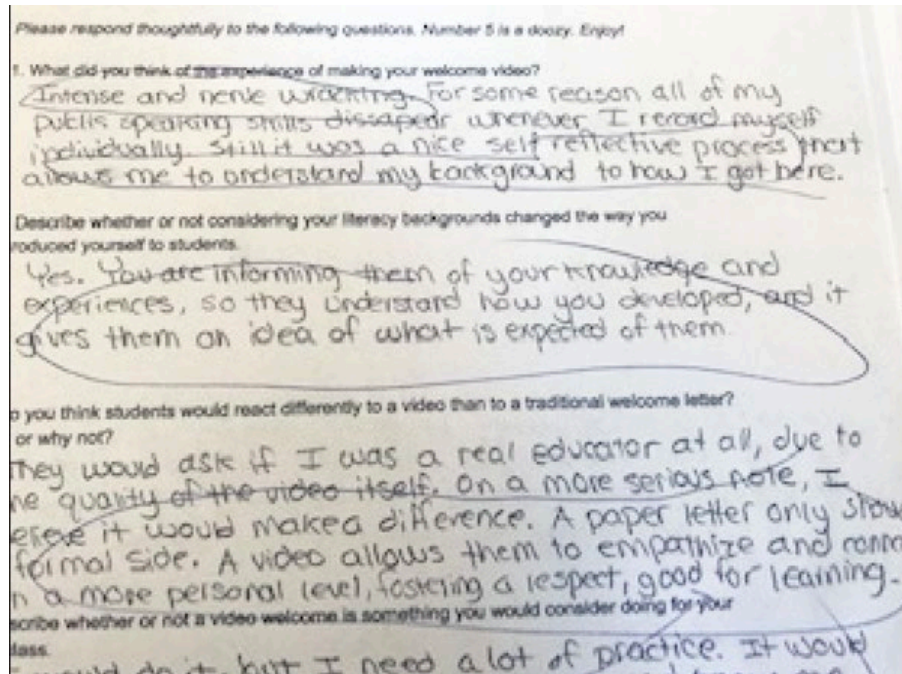 Please respond thoughtfully to the following questions. Number 5 is a doozy. Enjoy!
1. What did you think of the experience of making your welcome video?
Intense and nerve wracking. For some reason all of my
public speaking skills dissapear whenever I record myself
individually. Still it was a nice self reflective process that
allows me to understand my background to how I got here.
Describe whether or not considering your literacy backgrounds changed the way you
roduced yourself to students.
Yes. You are informing them of your knowledge and
experiences, so they understand how you developed, and it
gives them an idea of what is expected of them.
o you think students would react differently to a video than to a traditional welcome letter?
or why not?
They would ask if I was a real educator at all, due to
he quality of the video itself. On a more serious note, I
it would make a difference. A paper letter only show
formal side. A video allows them to empathize and conn
n a more personal level, fostering a respect, good for learning.
scribe whether or not a video welcome is something you would consider doing for your
lass.
would do it, but I need a lot of practice. It would